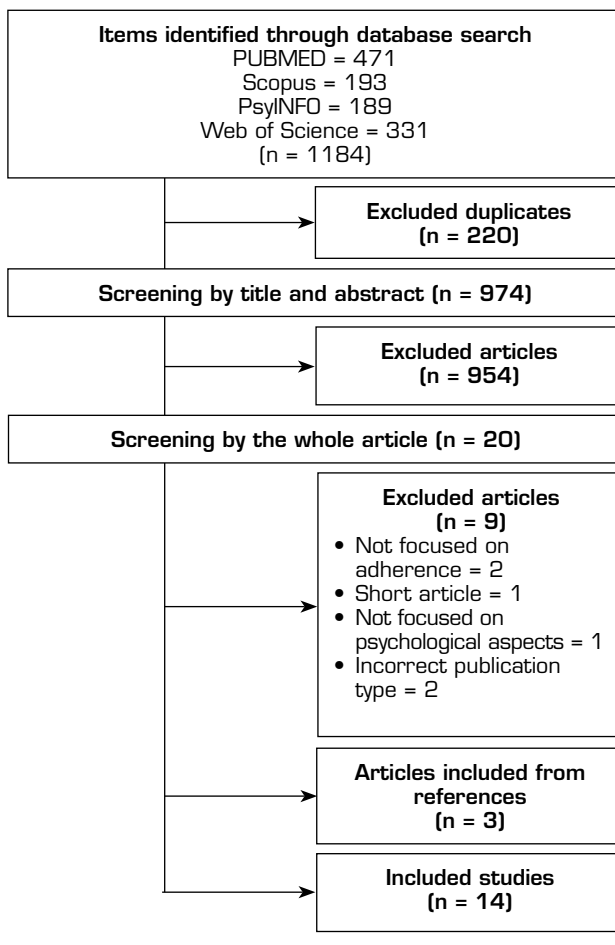 Items identified through database search
PUBMED = 471
Scopus = 193
PsyINFO = 189
Web of Science = 331
(n = 1184)
Excluded duplicates
(n = 220)
Screening by title and abstract (n = 974)
Excluded articles
(n = 954)
Screening by the whole article (n = 20)
Excluded articles
(n = 9)
• Not focused on
adherence = 2
• Short article = 1
• Not focused on
psychological aspects = 1
• Incorrect publication
type = 2
Articles included from
references
(n = 3)
Included studies
(n = 14)